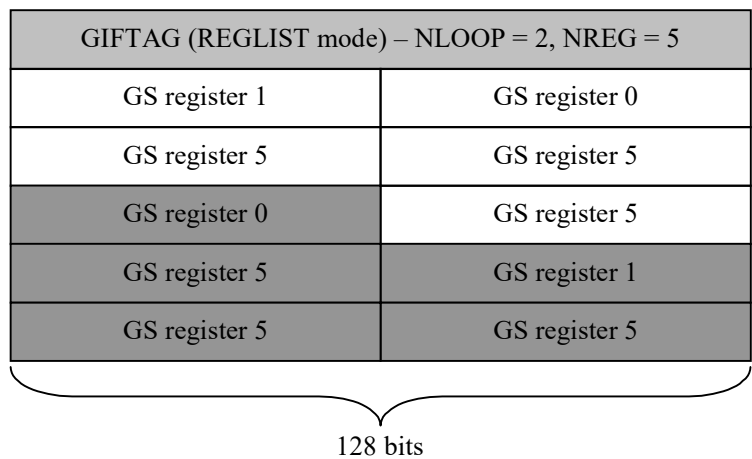 GIFTAG (REGLIST mode) – NLOOP = 2, NREG = 5
GS register 1 GS register 0
GS register 5 GS register 5
GS register 0 GS register 5
GS register 5 GS register 1
GS register 5 GS register 5
128 bits